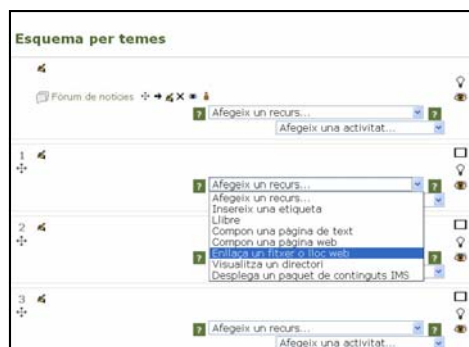 Esquema per temes
Fòrum de notícies
Afegeix un recurs...
Afegeix una activitat...
1
Afegeix un recurs...
Afegeix un recurs...
Insereix una etiqueta
Llibre
Compon una pàgina de text
Compon una pàgina web
Enllaça un fitxer o lloc web
Visualitza un directori
Desplega un paquet de continguts IMS
2
3
Afegeix un recurs...
Afegeix una activitat...